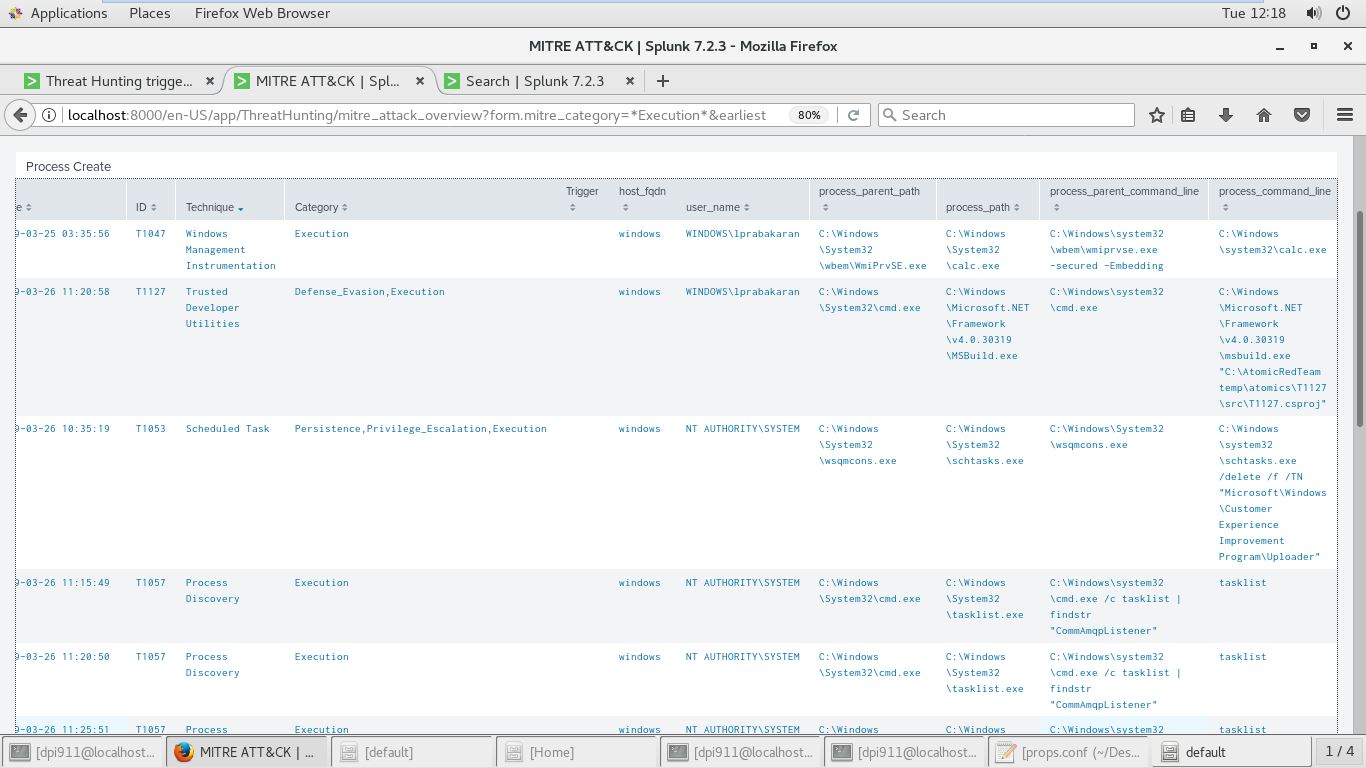 Applications Places Firefox Web Browser Tue 12:18
MITRE ATT&CK | Splunk 7.2.3 - Mozilla Firefox
Threat Hunting trigge... MITRE ATT&CK | Spl... Search | Splunk 7.2.3
localhost:8000/en-US/app/ThreatHunting/mitre_attack_overview?form.mitre_category=*Execution*&earliest 80% Search
Process Create
e ID Technique Category Trigger host_fqdn user_name process_parent_path process_path process_parent_command_line process_command_line
9-03-25 03:35:56 T1047 Windows Execution windows WINDOWS\lprabakaran C:\Windows C:\Windows C:\Windows\system32 C:\Windows
Management \System32 \System32 \wbem\wmiprvse.exe \system32\calc.exe
Instrumentation \wbem\WmiPrvSE.exe \calc.exe -secured -Embedding
9-03-26 11:20:58 T1127 Trusted Defense_Evasion,Execution windows WINDOWS\lprabakaran C:\Windows C:\Windows C:\Windows\system32 C:\Windows
Developer \System32\cmd.exe \Microsoft.NET \cmd.exe \Microsoft.NET
Utilities \Framework \Framework
\v4.0.30319 \v4.0.30319
\MSBuild.exe \msbuild.exe
"C:\AtomicRedTeam
temp\atomics\T1127
\src\T1127.csproj"
9-03-26 10:35:19 T1053 Scheduled Task Persistence,Privilege_Escalation,Execution windows NT AUTHORITY\SYSTEM C:\Windows C:\Windows C:\Windows\System32 C:\Windows
\System32 \System32 \wsqmcons.exe \system32
\wsqmcons.exe \schtasks.exe \schtasks.exe
/delete /f /TN
"Microsoft\Windows
\Customer
Experience
Improvement
Program\Uploader"
9-03-26 11:15:49 T1057 Process Execution windows NT AUTHORITY\SYSTEM C:\Windows C:\Windows C:\Windows\system32 tasklist
Discovery \System32\cmd.exe \System32 \cmd.exe /c tasklist |
\tasklist.exe findstr
"CommAmqpListener"
9-03-26 11:20:50 T1057 Process Execution windows NT AUTHORITY\SYSTEM C:\Windows C:\Windows C:\Windows\system32 tasklist
Discovery \System32\cmd.exe \System32 \cmd.exe /c tasklist |
\tasklist.exe findstr
"CommAmqpListener"
9-03-26 11:25:51 T1057 Process Execution windows NT AUTHORITY\SYSTEM C:\Windows C:\Windows C:\Windows\system32 tasklist
[dpi911@localhost... MITRE ATT&CK | ... [default] [Home] [dpi911@localhost... [dpi911@localhost... [props.conf (~/Des... default 1 / 4